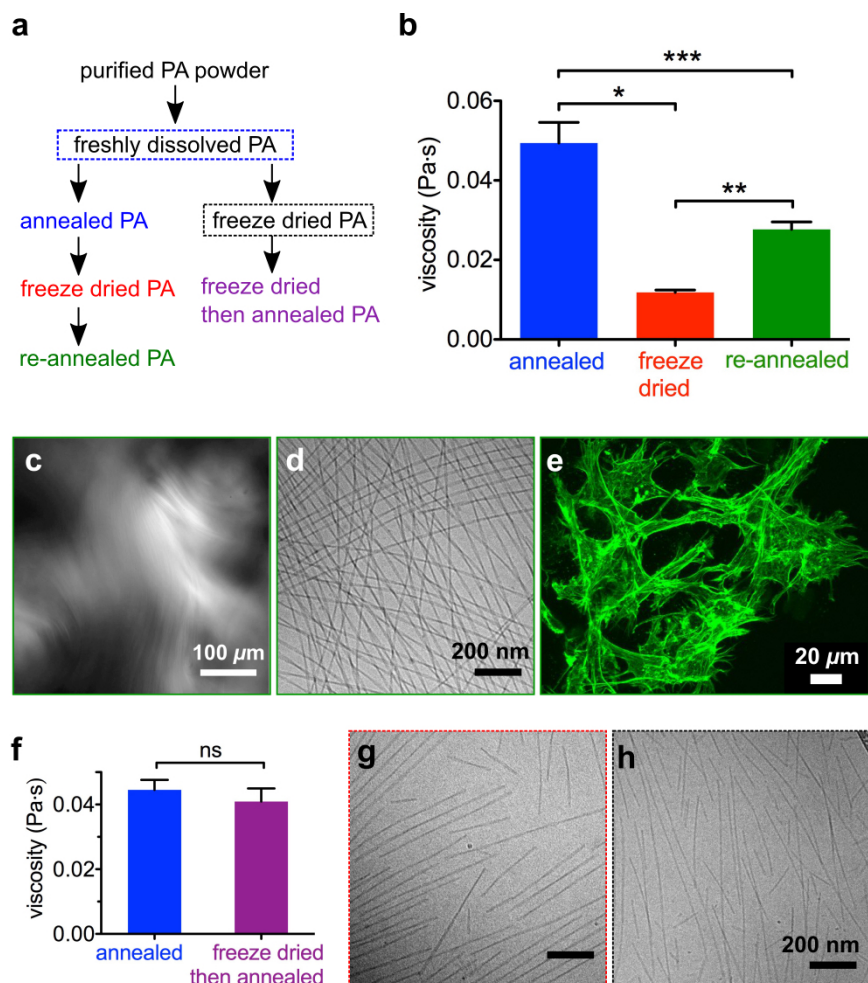 a
purified PA powder
freshly dissolved PA
annealed PA
freeze dried PA
freeze dried PA
freeze dried
then annealed PA
re-annealed PA
b
***
*
**
viscosity (Pa·s)
0.06
0.04
0.02
0.00
annealed
freeze
dried
re-annealed
c
100 µm
d
200 nm
e
20 µm
f
ns
viscosity (Pa·s)
0.04
0.02
0.00
annealed
freeze dried
then annealed
g
h
200 nm